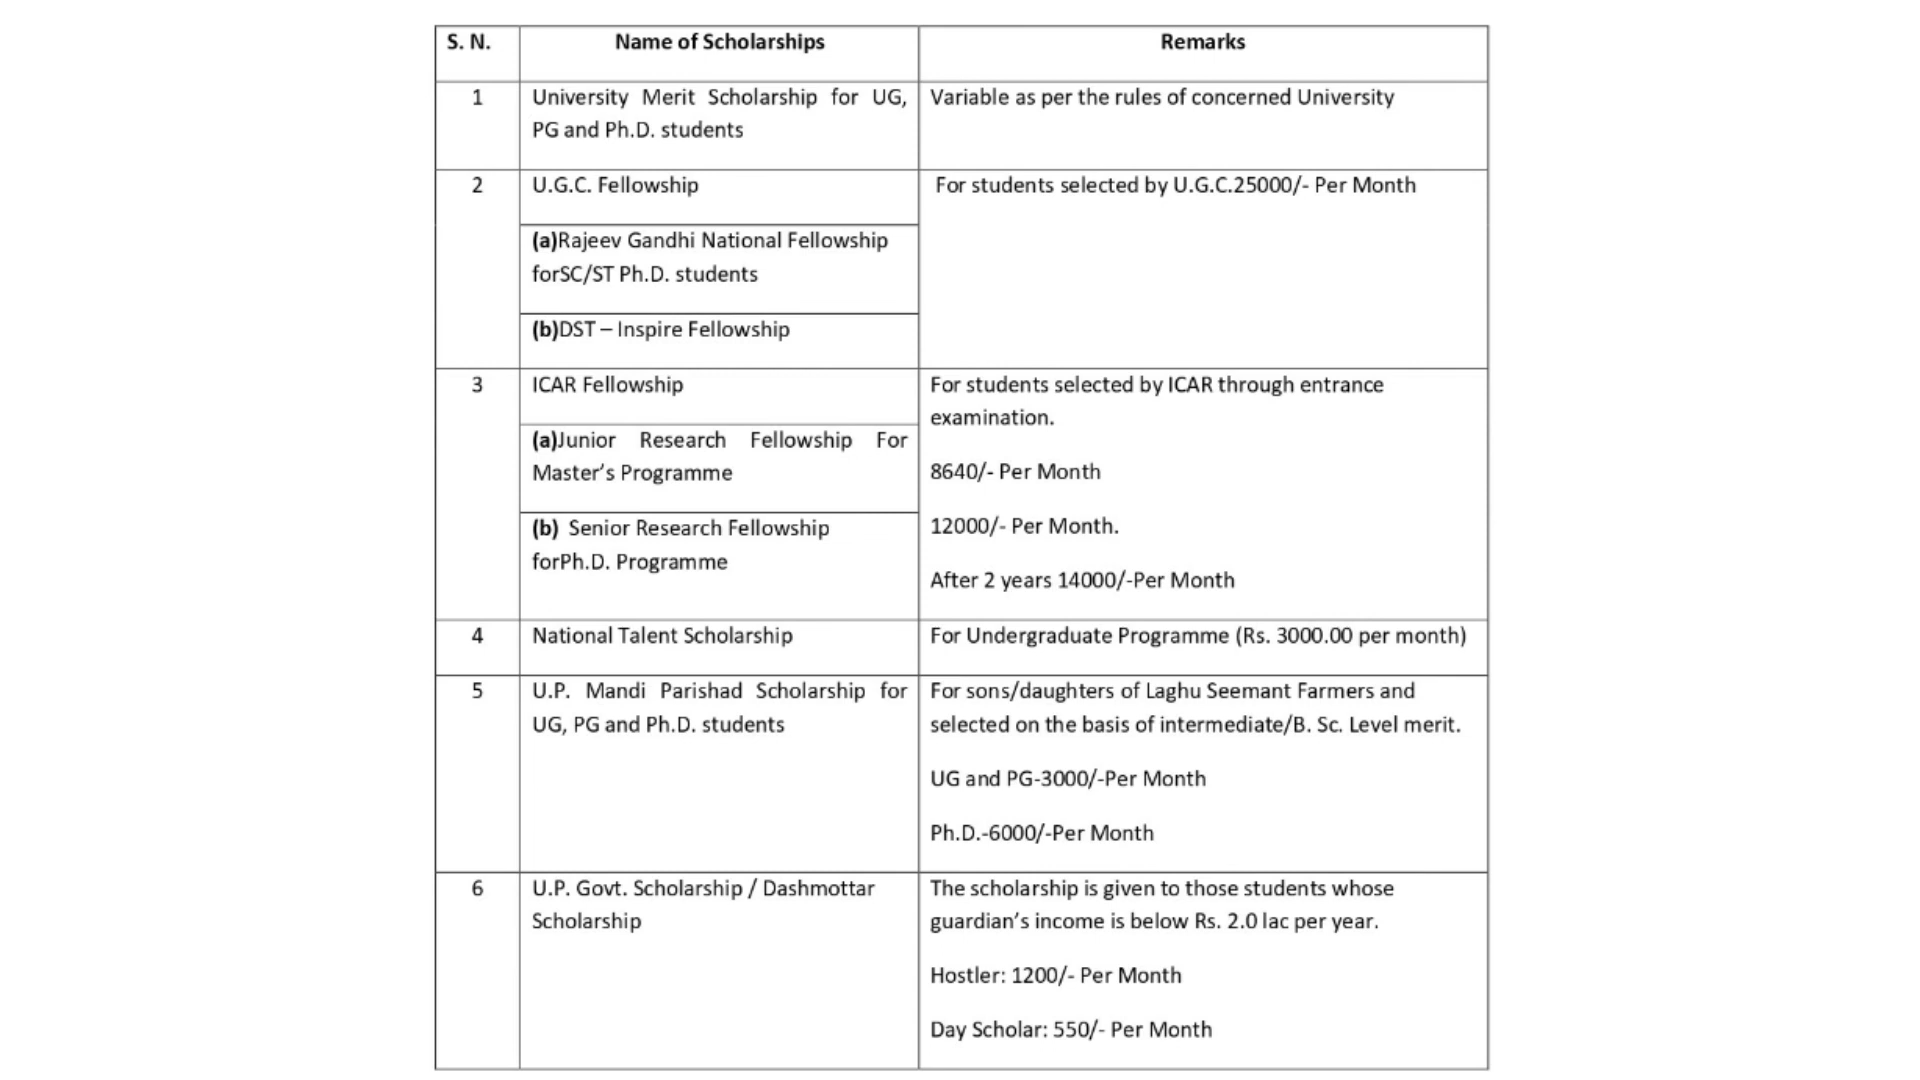 S. N. Name of Scholarships Remarks
1 University Merit Scholarship for UG, Variable as per the rules of concerned University
PG and Ph.D. students
2 U.G.C. Fellowship For students selected by U.G.C.25000/- Per Month
(a)Rajeev Gandhi National Fellowship
forSC/ST Ph.D. students
(b)DST – Inspire Fellowship
3 ICAR Fellowship For students selected by ICAR through entrance
examination.
(a)Junior Research Fellowship For
Master’s Programme 8640/- Per Month
(b) Senior Research Fellowship 12000/- Per Month.
forPh.D. Programme
After 2 years 14000/-Per Month
4 National Talent Scholarship For Undergraduate Programme (Rs. 3000.00 per month)
5 U.P. Mandi Parishad Scholarship for For sons/daughters of Laghu Seemant Farmers and
UG, PG and Ph.D. students selected on the basis of intermediate/B. Sc. Level merit.
UG and PG-3000/-Per Month
Ph.D.-6000/-Per Month
6 U.P. Govt. Scholarship / Dashmottar The scholarship is given to those students whose
Scholarship guardian’s income is below Rs. 2.0 lac per year.
Hostler: 1200/- Per Month
Day Scholar: 550/- Per Month